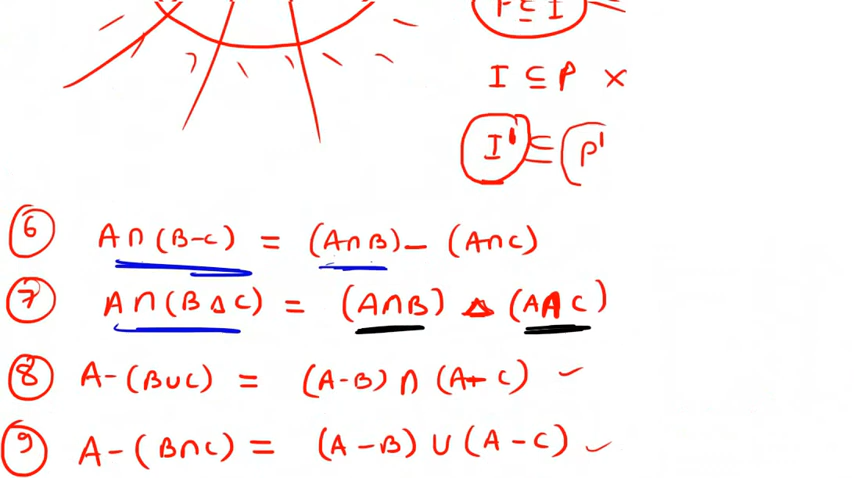 P ⊆ I
I ⊆ P ×
I' ⊆ P'
⑥ A∩(B-C) = (A∩B) - (A∩C)
⑦ A∩(B Δ C) = (A∩B) Δ (A∩C)
⑧ A-(B∪C) = (A-B) ∩ (A-C) ✓
⑨ A-(B∩C) = (A-B) ∪ (A-C) ✓